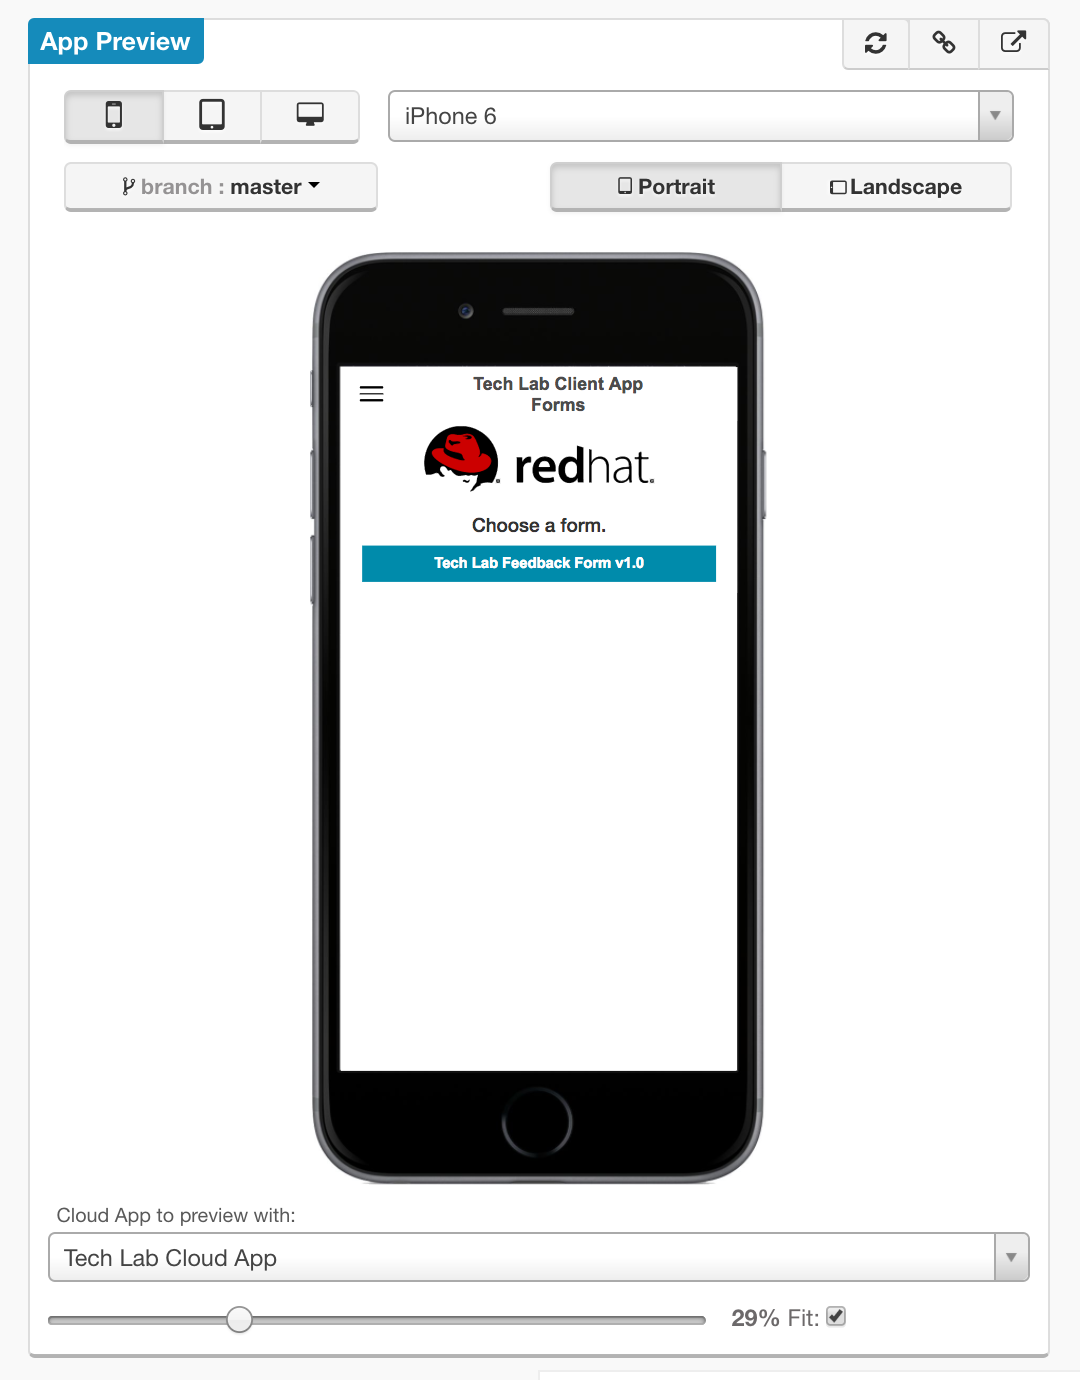 App Preview
iPhone 6
branch : master
Portrait
Landscape
Tech Lab Client App
Forms
redhat.
Choose a form.
Tech Lab Feedback Form v1.0
Cloud App to preview with:
Tech Lab Cloud App
29% Fit: